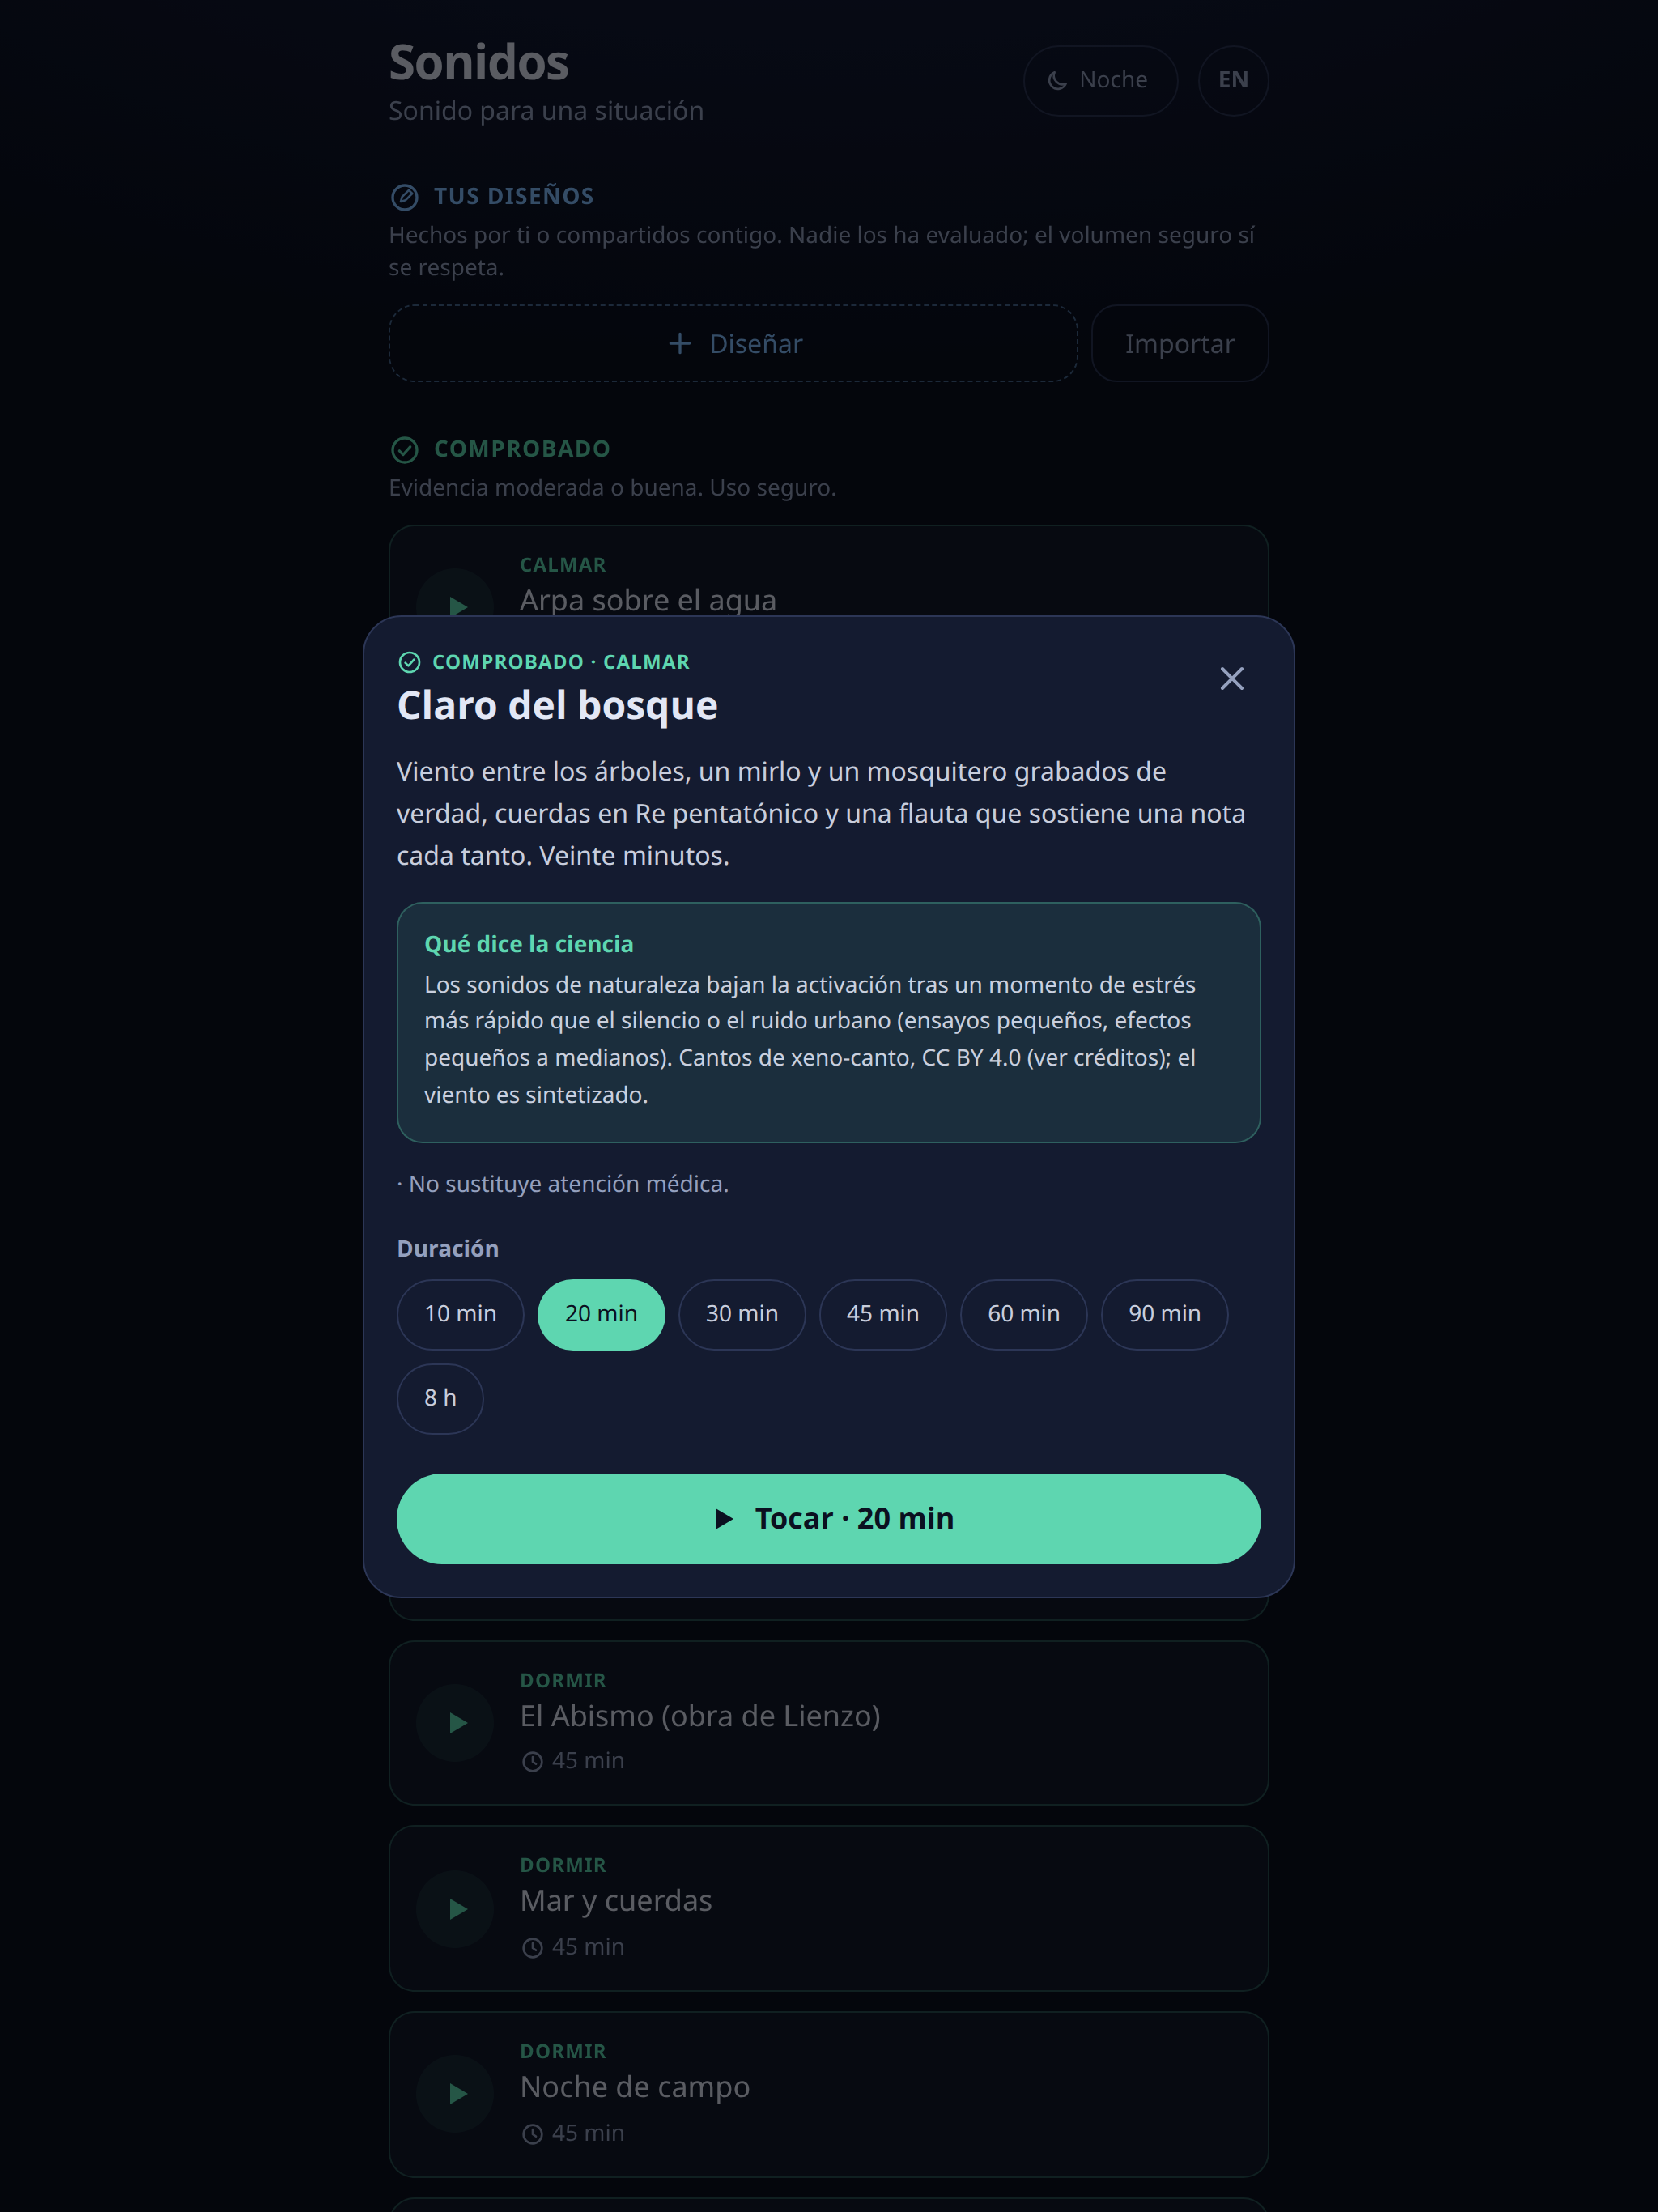 Sonidos
Sonido para una situación
Noche
EN
TUS DISEÑOS
Hechos por ti o compartidos contigo. Nadie los ha evaluado; el volumen seguro sí
se respeta.
Diseñar
Importar
COMPROBADO
Evidencia moderada o buena. Uso seguro.
CALMAR
Arpa sobre el agua
COMPROBADO · CALMAR
Claro del bosque
Viento entre los árboles, un mirlo y un mosquitero grabados de
verdad, cuerdas en Re pentatónico y una flauta que sostiene una nota
cada tanto. Veinte minutos.
Qué dice la ciencia
Los sonidos de naturaleza bajan la activación tras un momento de estrés
más rápido que el silencio o el ruido urbano (ensayos pequeños, efectos
pequeños a medianos). Cantos de xeno-canto, CC BY 4.0 (ver créditos); el
viento es sintetizado.
· No sustituye atención médica.
Duración
10 min
20 min
30 min
45 min
60 min
90 min
8 h
Tocar · 20 min
DORMIR
El Abismo (obra de Lienzo)
45 min
DORMIR
Mar y cuerdas
45 min
DORMIR
Noche de campo
45 min